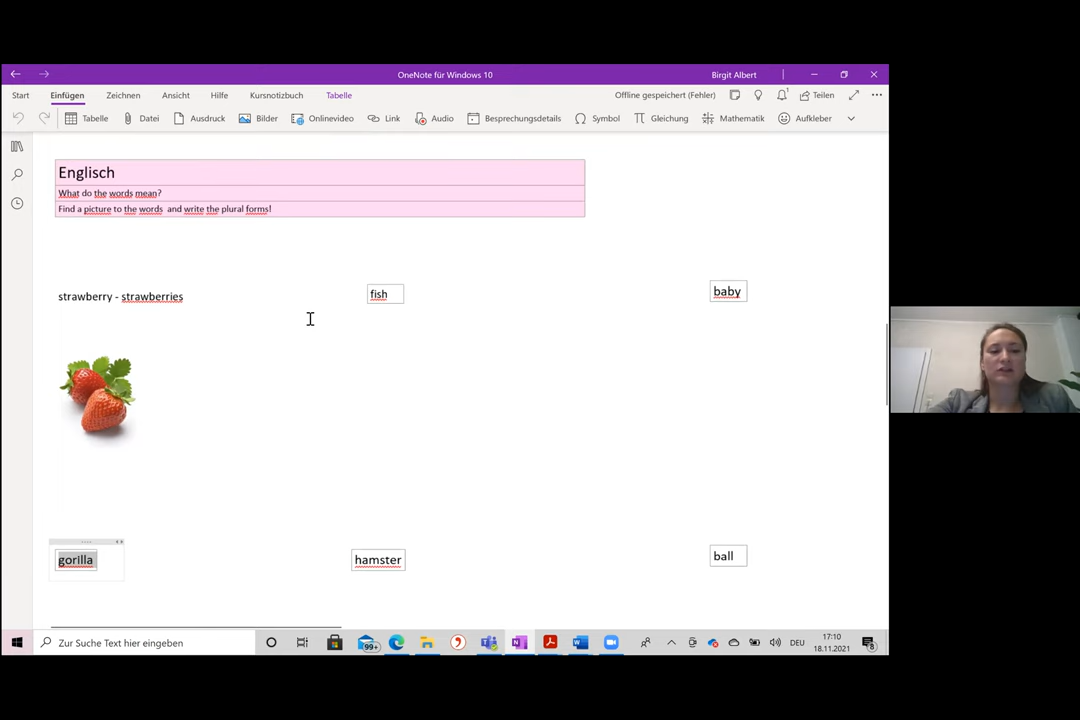 OneNote für Windows 10
Birgit Albert
Start Einfügen Zeichnen Ansicht Hilfe Kursnotizbuch Tabelle
Offline gespeichert (Fehler) 1 Teilen
Tabelle Datei Ausdruck Bilder Onlinevideo Link Audio Besprechungsdetails Symbol Gleichung Mathematik Aufkleber
Englisch
What do the words mean?
Find a picture to the words and write the plural forms!
strawberry - strawberries
fish
baby
gorilla
hamster
ball
Zur Suche Text hier eingeben
99+
DEU
17:10
18.11.2021
8